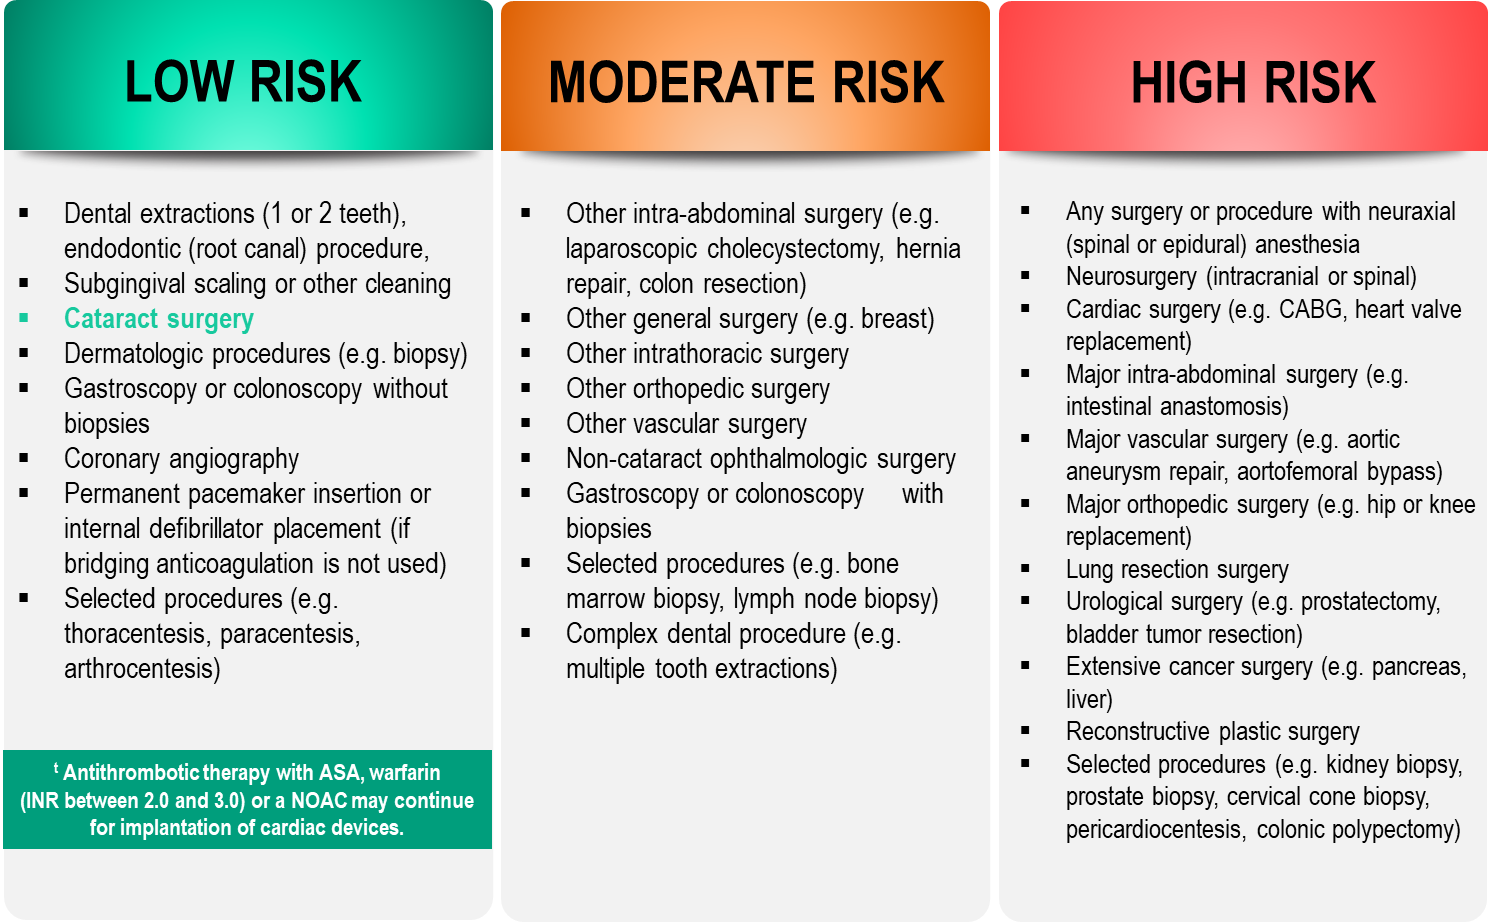 LOW RISK
▪ Dental extractions (1 or 2 teeth),
endodontic (root canal) procedure,
▪ Subgingival scaling or other cleaning
▪ Cataract surgery
▪ Dermatologic procedures (e.g. biopsy)
▪ Gastroscopy or colonoscopy without
biopsies
▪ Coronary angiography
▪ Permanent pacemaker insertion or
internal defibrillator placement (if
bridging anticoagulation is not used)
▪ Selected procedures (e.g.
thoracentesis, paracentesis,
arthrocentesis)
t Antithrombotic therapy with ASA, warfarin
(INR between 2.0 and 3.0) or a NOAC may continue
for implantation of cardiac devices.
MODERATE RISK
▪ Other intra-abdominal surgery (e.g.
laparoscopic cholecystectomy, hernia
repair, colon resection)
▪ Other general surgery (e.g. breast)
▪ Other intrathoracic surgery
▪ Other orthopedic surgery
▪ Other vascular surgery
▪ Non-cataract ophthalmologic surgery
▪ Gastroscopy or colonoscopy with
biopsies
▪ Selected procedures (e.g. bone
marrow biopsy, lymph node biopsy)
▪ Complex dental procedure (e.g.
multiple tooth extractions)
HIGH RISK
▪ Any surgery or procedure with neuraxial
(spinal or epidural) anesthesia
▪ Neurosurgery (intracranial or spinal)
▪ Cardiac surgery (e.g. CABG, heart valve
replacement)
▪ Major intra-abdominal surgery (e.g.
intestinal anastomosis)
▪ Major vascular surgery (e.g. aortic
aneurysm repair, aortofemoral bypass)
▪ Major orthopedic surgery (e.g. hip or knee
replacement)
▪ Lung resection surgery
▪ Urological surgery (e.g. prostatectomy,
bladder tumor resection)
▪ Extensive cancer surgery (e.g. pancreas,
liver)
▪ Reconstructive plastic surgery
▪ Selected procedures (e.g. kidney biopsy,
prostate biopsy, cervical cone biopsy,
pericardiocentesis, colonic polypectomy)